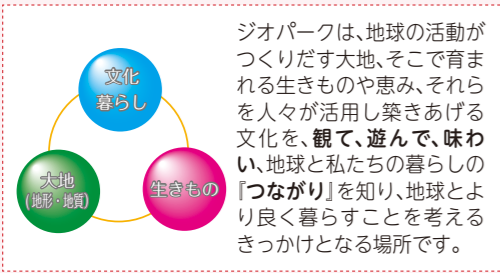 文化
暮らし
大地
(地形・地質)
生きもの
ジオパークは、地球の活動が
つくりだす大地、そこで育ま
れる生きものや恵み、それら
を人々が活用し築きあげる
文化を、観て、遊んで、味わ
い、地球と私たちの暮らしの
『つながり』を知り、地球とよ
り良く暮らすことを考える
きっかけとなる場所です。